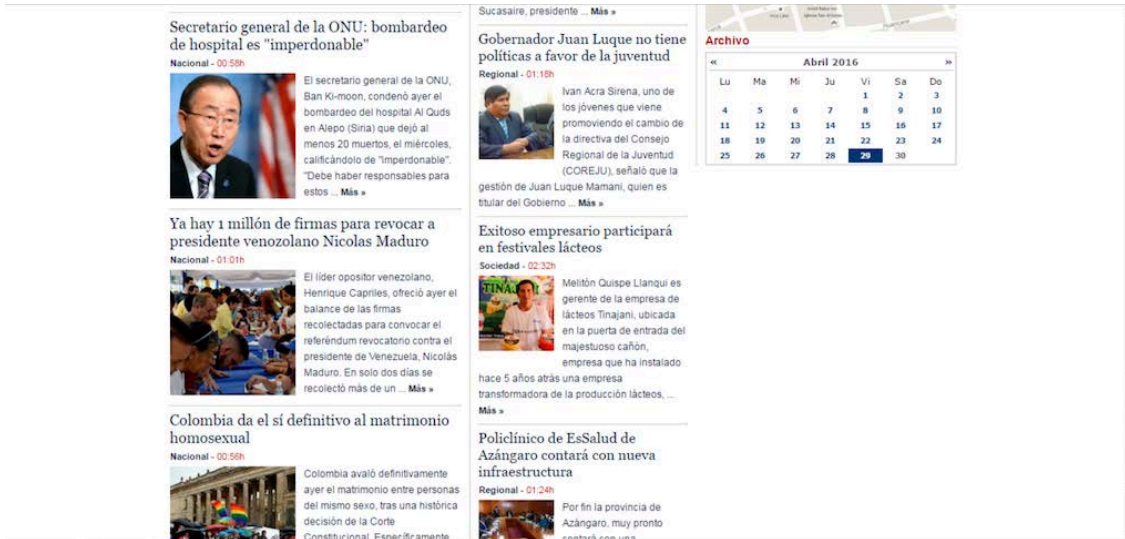 Secretario general de la ONU: bombardeo
de hospital es "imperdonable"
Nacional - 00:58h
El secretario general de la ONU,
Ban Ki-moon, condenó ayer el
bombardeo del hospital Al Quds
en Alepo (Siria) que dejó al
menos 20 muertos, el miércoles,
calificándolo de "Imperdonable".
"Debe haber responsables para
estos ... Más »
Ya hay 1 millón de firmas para revocar a
presidente venozolano Nicolas Maduro
Nacional - 01:01h
El líder opositor venezolano,
Henrique Capriles, ofreció ayer el
balance de las firmas
recolectadas para convocar el
referéndum revocatorio contra el
presidente de Venezuela, Nicolás
Maduro. En solo dos días se
recolectó más de un ... Más »
Colombia da el sí definitivo al matrimonio
homosexual
Nacional - 00:56h
Colombia avaló definitivamente
ayer el matrimonio entre personas
del mismo sexo, tras una histórica
decisión de la Corte
Constitucional. Específicamente
Sucasaire, presidente ... Más »
Gobernador Juan Luque no tiene
políticas a favor de la juventud
Regional - 01:18h
Ivan Acra Sirena, uno de
los jóvenes que viene
promoviendo el cambio de
la directiva del Consejo
Regional de la Juventud
(COREJU), señaló que la
gestión de Juan Luque Mamani, quien es
titular del Gobierno ... Más »
Exitoso empresario participará
en festivales lácteos
Sociedad - 02:32h
TINAJ
Melitón Quispe Llanqui es
gerente de la empresa de
lácteos Tinajani, ubicada
en la puerta de entrada del
majestuoso cañón,
empresa que ha instalado
hace 5 años atrás una empresa
transformadora de la producción lácteos, ...
Más »
Policlínico de EsSalud de
Azángaro contará con nueva
infraestructura
Regional - 01:24h
Por fin la provincia de
Azángaro, muy pronto
contará con una
Archivo
« Abril 2016 »
Lu Ma Mi Ju Vi Sa Do
1 2 3
4 5 6 7 8 9 10
11 12 13 14 15 16 17
18 19 20 21 22 23 24
25 26 27 28 29 30